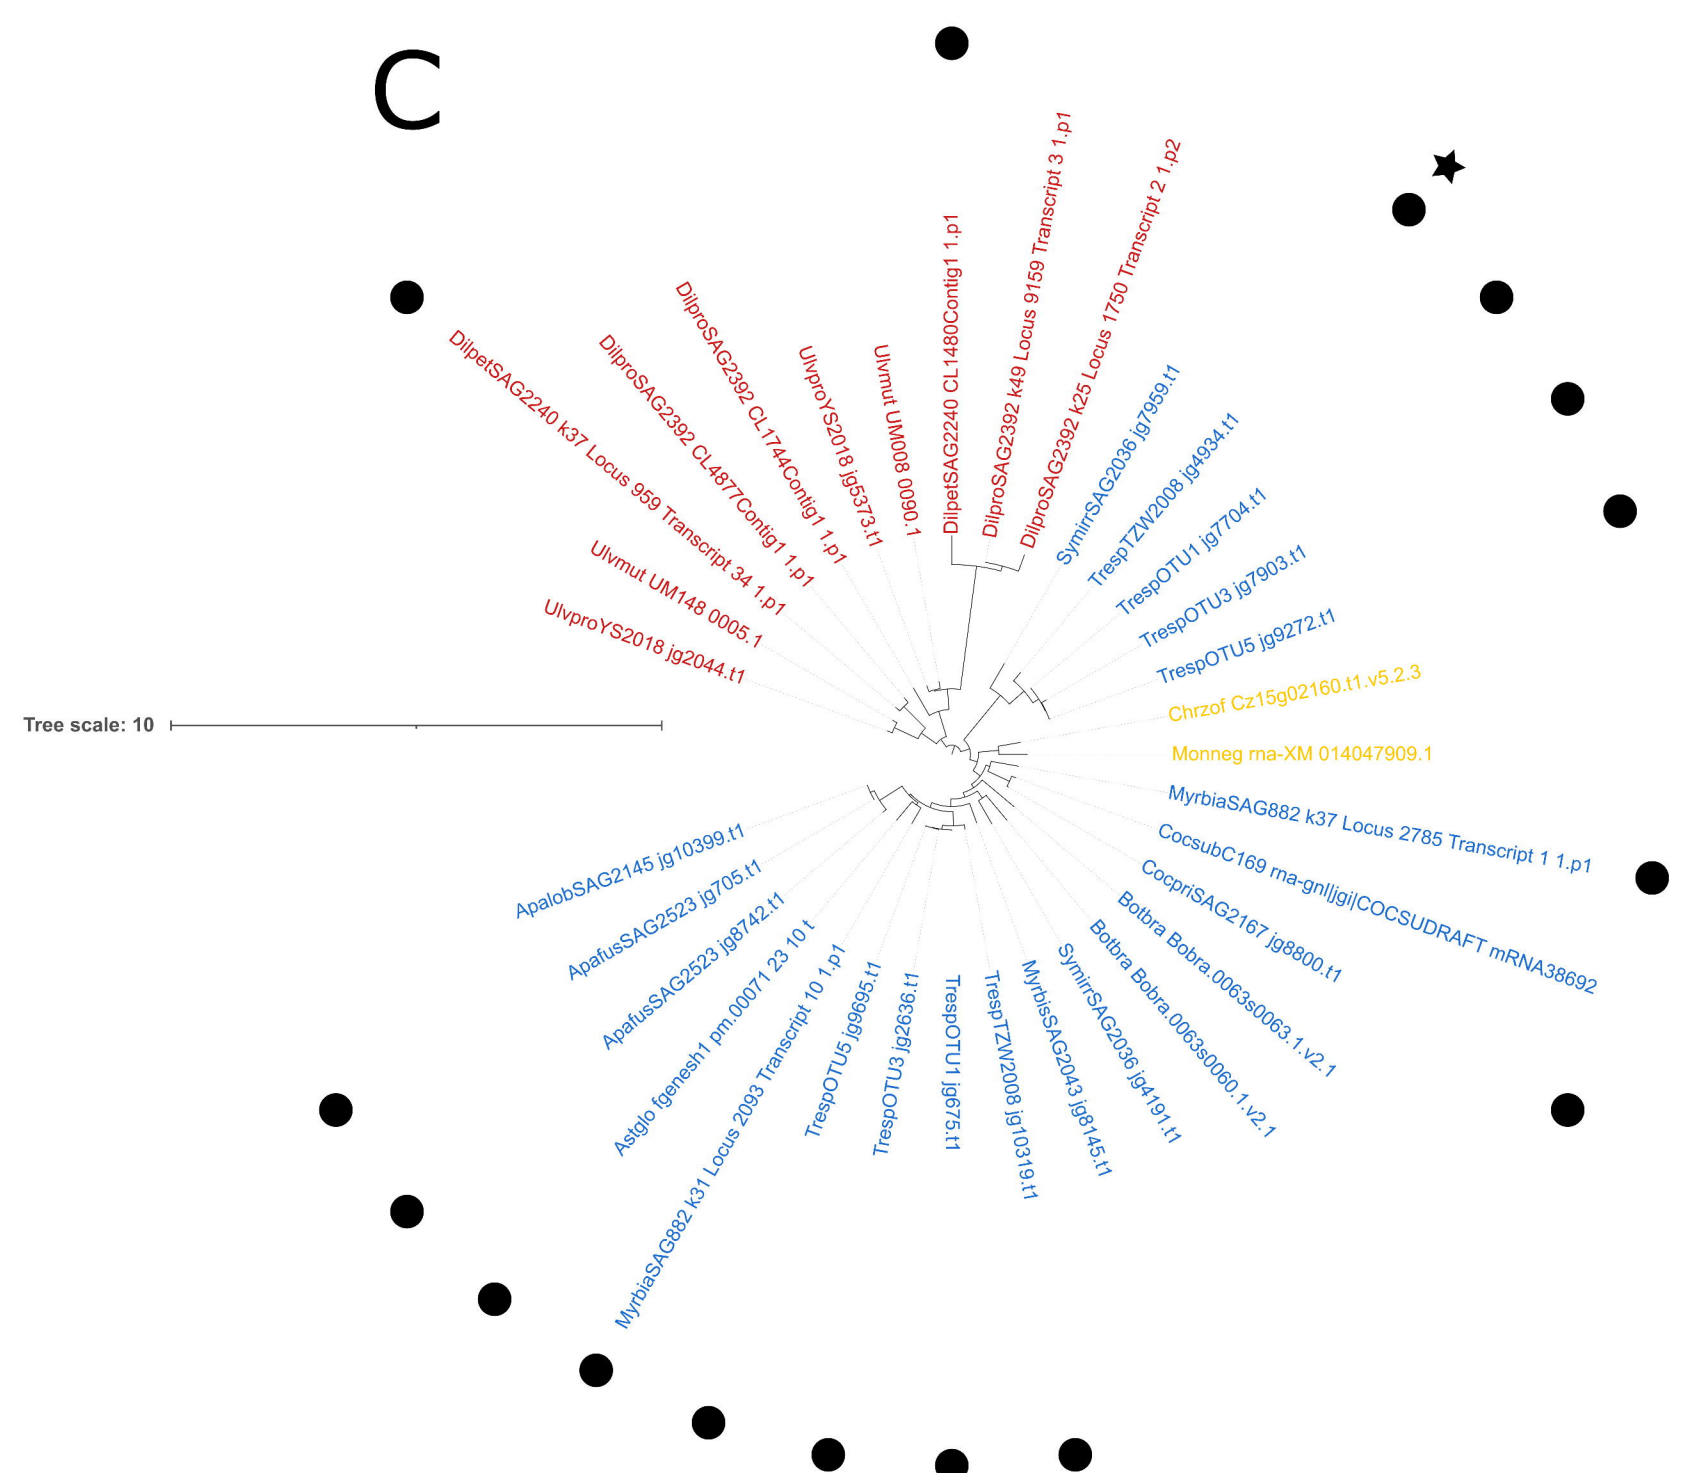 C
DilpetSAG2240 CL1480Contig1 1.p1
DilproSAG2392 k49 Locus 9159 Transcript 3 1.p1
DilproSAG2392 k25 Locus 1750 Transcript 2 1.p2
SymirrSAG2036 jg7959.t1
TrespTZW2008 jg4934.t1
TrespOTU1 jg7704.t1
TrespOTU3 jg7903.t1
TrespOTU5 jg9272.t1
Chrzof Cz15g02160.t1.v5.2.3
Monneg rna-XM 014047909.1
MyrbiaSAG882 k37 Locus 2785 Transcript 1 1.p1
CocsubC169 rna-gnl|jgi|COCSUDRAFT mRNA38692
CocpriSAG2167 jg8800.t1
Botbra Bobra.0063s0063.1.v2.1
Botbra Bobra.0063s0060.1.v2.1
SymirrSAG2036 jg4191.t1
MyrbisSAG2043 jg8145.t1
TrespTZW2008 jg10319.t1
TrespOTU1 jg675.t1
TrespOTU3 jg2636.t1
TrespOTU5 jg9695.t1
MyrbiaSAG882 k31 Locus 2093 Transcript 10 1.p1
Astglo fgenesh1 pm.00071 23 10 t
ApafusSAG2523 jg8742.t1
ApafusSAG2523 jg705.t1
ApalobSAG2145 jg10399.t1
Tree scale: 10
UlvproYS2018 jg2044.t1
Ulvmut UM148 0005.1
DilpetSAG2240 k37 Locus 959 Transcript 34 1.p1
DilproSAG2392 CL4877Contig1 1.p1
DilproSAG2392 CL1744Contig1 1.p1
UlvproYS2018 jg5373.t1
Ulvmut UM008 0090.1